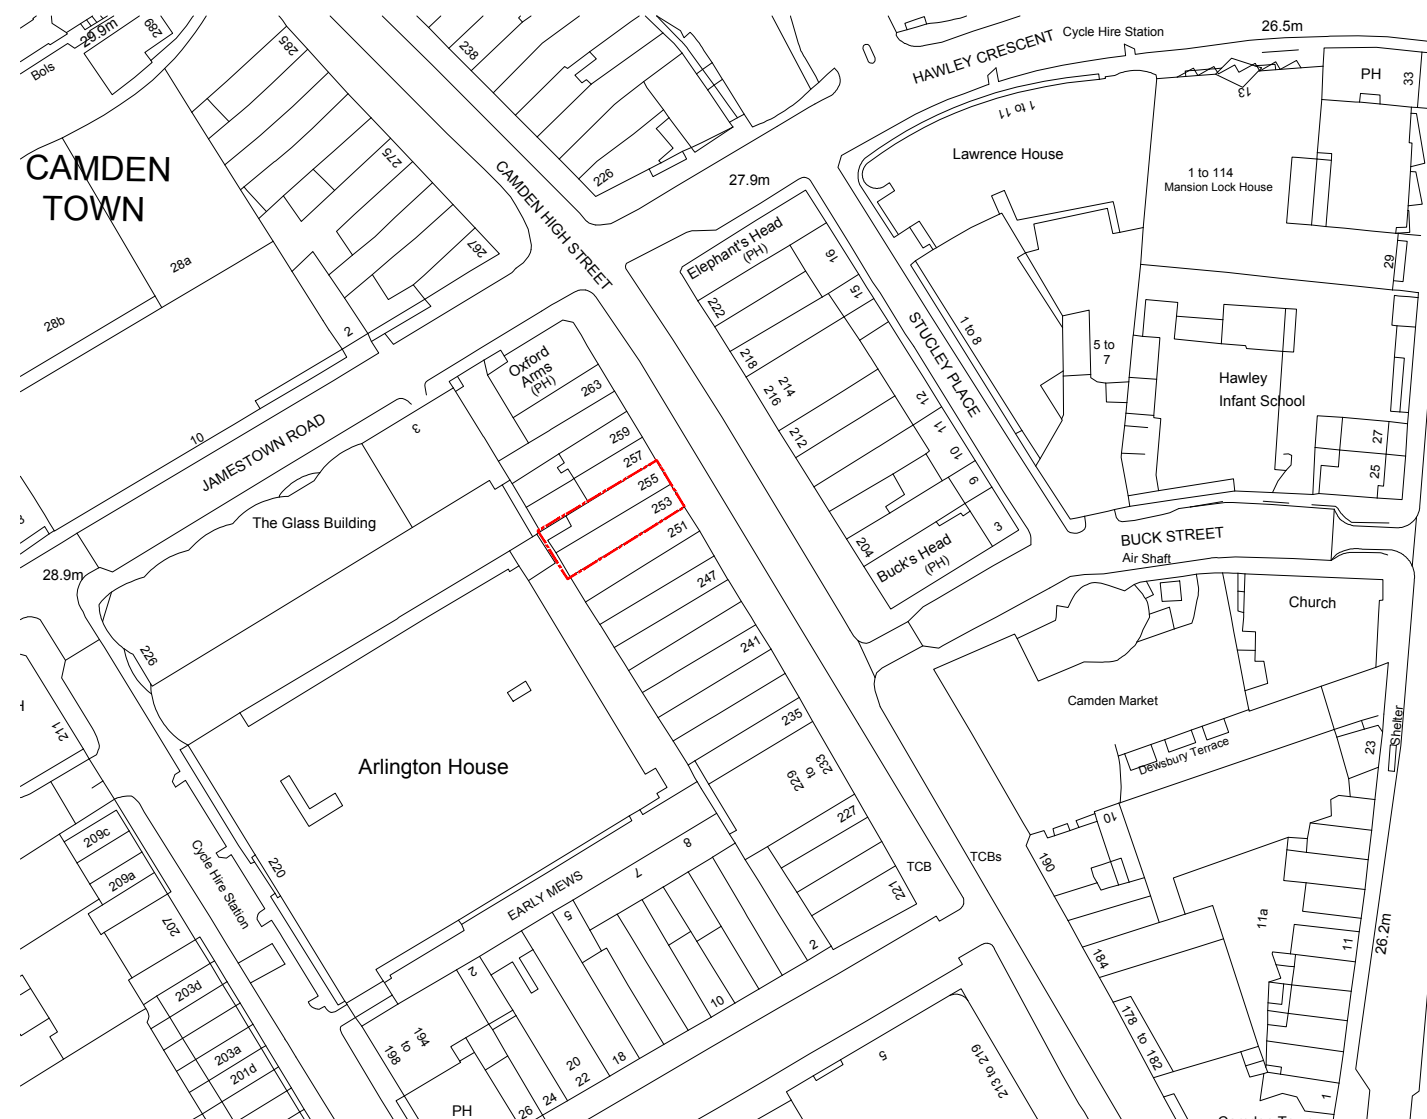 29.9m
289
Bols
285
238
HAWLEY CRESCENT
Cycle Hire Station
26.5m
PH
33
13
1 to 11
Lawrence House
1 to 114
Mansion Lock House
CAMDEN
TOWN
275
226
27.9m
CAMDEN HIGH STREET
267
28a
28b
2
Elephant's Head
(PH)
16
15
222
218
214
216
212
STUCLEY PLACE
1 to 8
5 to
7
29
Hawley
Infant School
27
25
Oxford
Arms
(PH)
263
259
257
255
253
251
247
241
235
233
to
229
227
221
10
JAMESTOWN ROAD
3
The Glass Building
28.9m
226
12
11
10
9
3
204
Buck's Head
(PH)
BUCK STREET
Air Shaft
Church
Camden Market
Dewsbury Terrace
Shelter
23
211
Arlington House
209c
209a
207
Cycle Hire Station
220
EARLY MEWS
8
7
5
2
2
TCB
TCBs
190
10
11a
11
26.2m
184
178 to 182
203d
203a
201d
198
to
194
PH
26
24
22
20
18
10
5
213 to 219
1